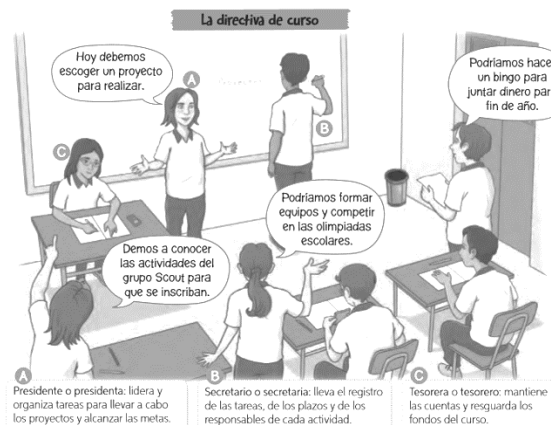 La directiva de curso
Hoy debemos
escoger un proyecto
para realizar.
A
B
C
Podríamos hace
un bingo para
juntar dinero par
fin de año.
Podríamos formar
equipos y competir
en las olimpiadas
escolares.
Demos a conocer
las actividades del
grupo Scout para
que se inscriban.
A
Presidente o presidenta: lidera y
organiza tareas para llevar a cabo
los proyectos y alcanzar las metas.
B
Secretario o secretaria: lleva el registro
de las tareas, de los plazos y de los
responsables de cada actividad.
C
Tesorera o tesorero: mantiene
las cuentas y resguarda los
fondos del curso.